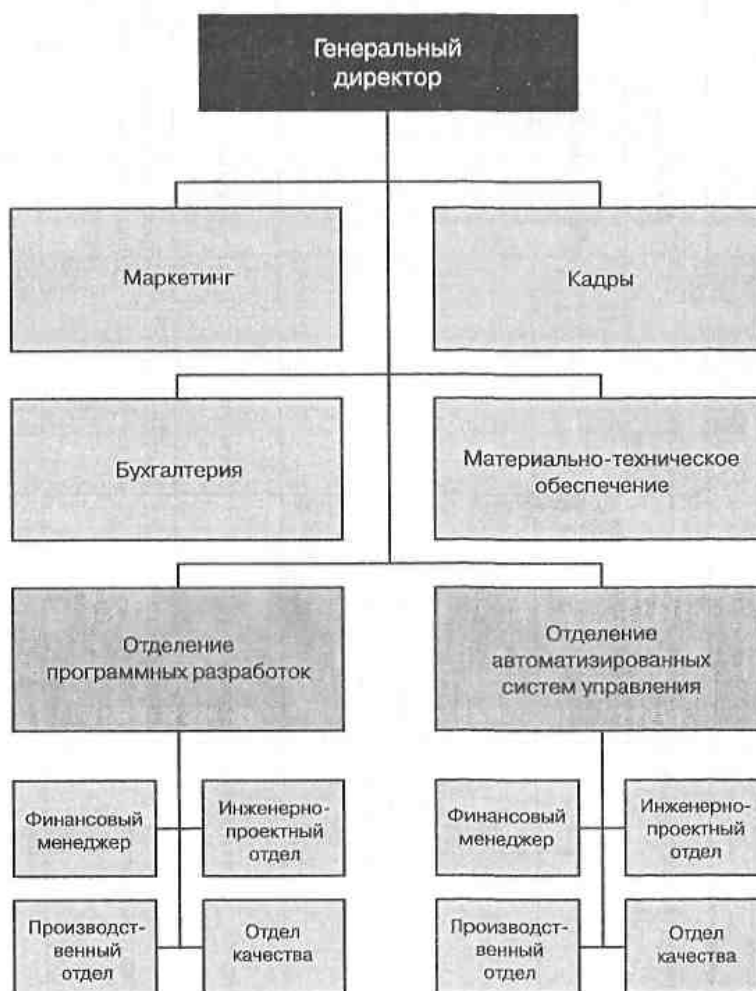 Генеральный
директор
Маркетинг
Кадры
Бухгалтерия
Материально-техническое
обеспечение
Отделение
программных разработок
Отделение
автоматизированных
систем управления
Финансовый
менеджер
Инженерно-
проектный
отдел
Финансовый
менеджер
Инженерно-
проектный
отдел
Производст-
венный
отдел
Отдел
качества
Производст-
венный
отдел
Отдел
качества